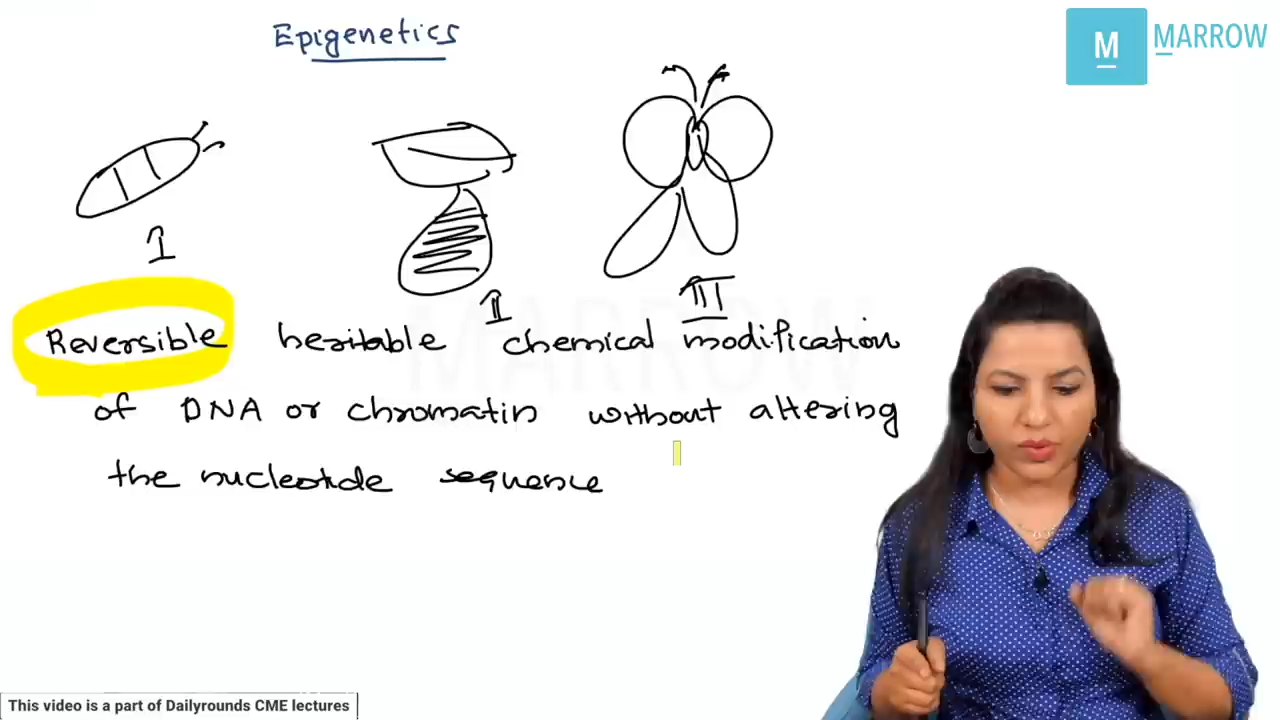 Epigenetics
M MARROW
I
I
III
Reversible heritable chemical modification
MARROW
of DNA or chromatin without altering
the nucleotide sequence
This video is a part of Dailyrounds CME lectures